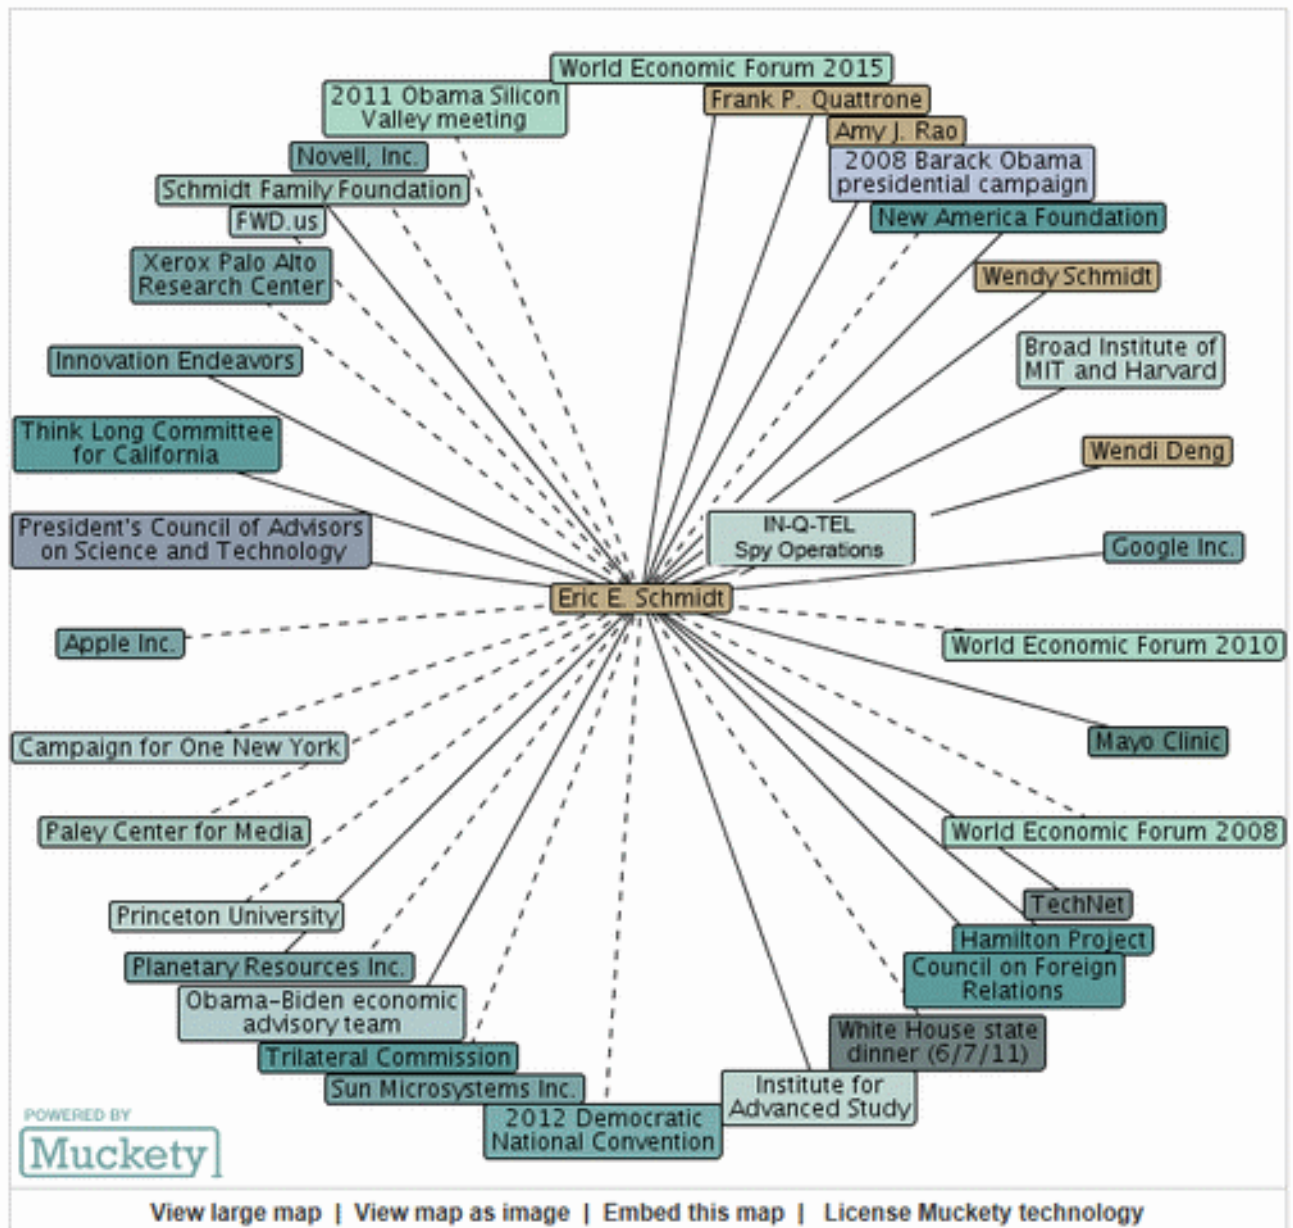 World Economic Forum 2015
2011 Obama Silicon
Valley meeting
Frank P. Quattrone
Amy J. Rao
Novell, Inc.
2008 Barack Obama
presidential campaign
Schmidt Family Foundation
FWD.us
New America Foundation
Xerox Palo Alto
Research Center
Wendy Schmidt
Innovation Endeavors
Broad Institute of
MIT and Harvard
Think Long Committee
for California
Wendi Deng
President's Council of Advisors
on Science and Technology
IN-Q-TEL
Spy Operations
Google Inc.
Eric E. Schmidt
Apple Inc.
World Economic Forum 2010
Campaign for One New York
Mayo Clinic
Paley Center for Media
World Economic Forum 2008
Princeton University
TechNet
Hamilton Project
Planetary Resources Inc.
Council on Foreign
Relations
Obama-Biden economic
advisory team
White House state
dinner (6/7/11)
Trilateral Commission
Sun Microsystems Inc.
Institute for
Advanced Study
2012 Democratic
National Convention
POWERED BY
Muckety
View large map | View map as image | Embed this map | License Muckety technology